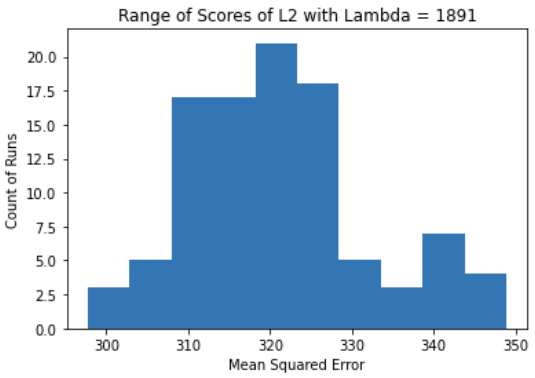 Range of Scores of L2 with Lambda = 1891
20.0
17.5
15.0
12.5
10.0
7.5
5.0
2.5
0.0
Count of Runs
300 310 320 330 340 350
Mean Squared Error